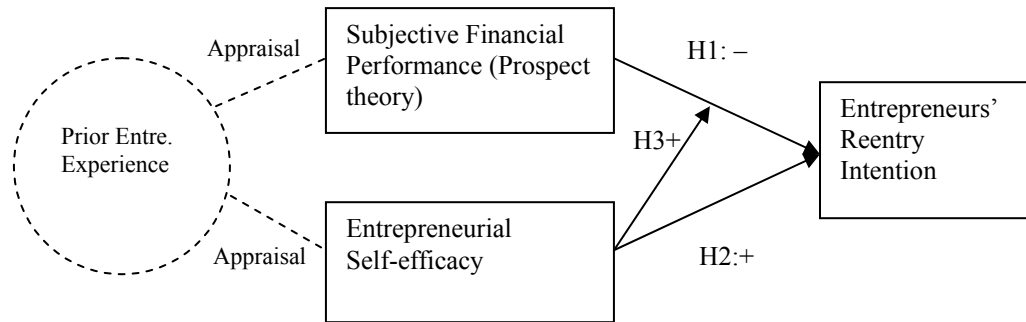 Appraisal
Subjective Financial
Performance (Prospect
theory)
H1: –
Prior Entre.
Experience
H3+
Entrepreneurs’
Reentry
Intention
Appraisal
Entrepreneurial
Self-efficacy
H2:+